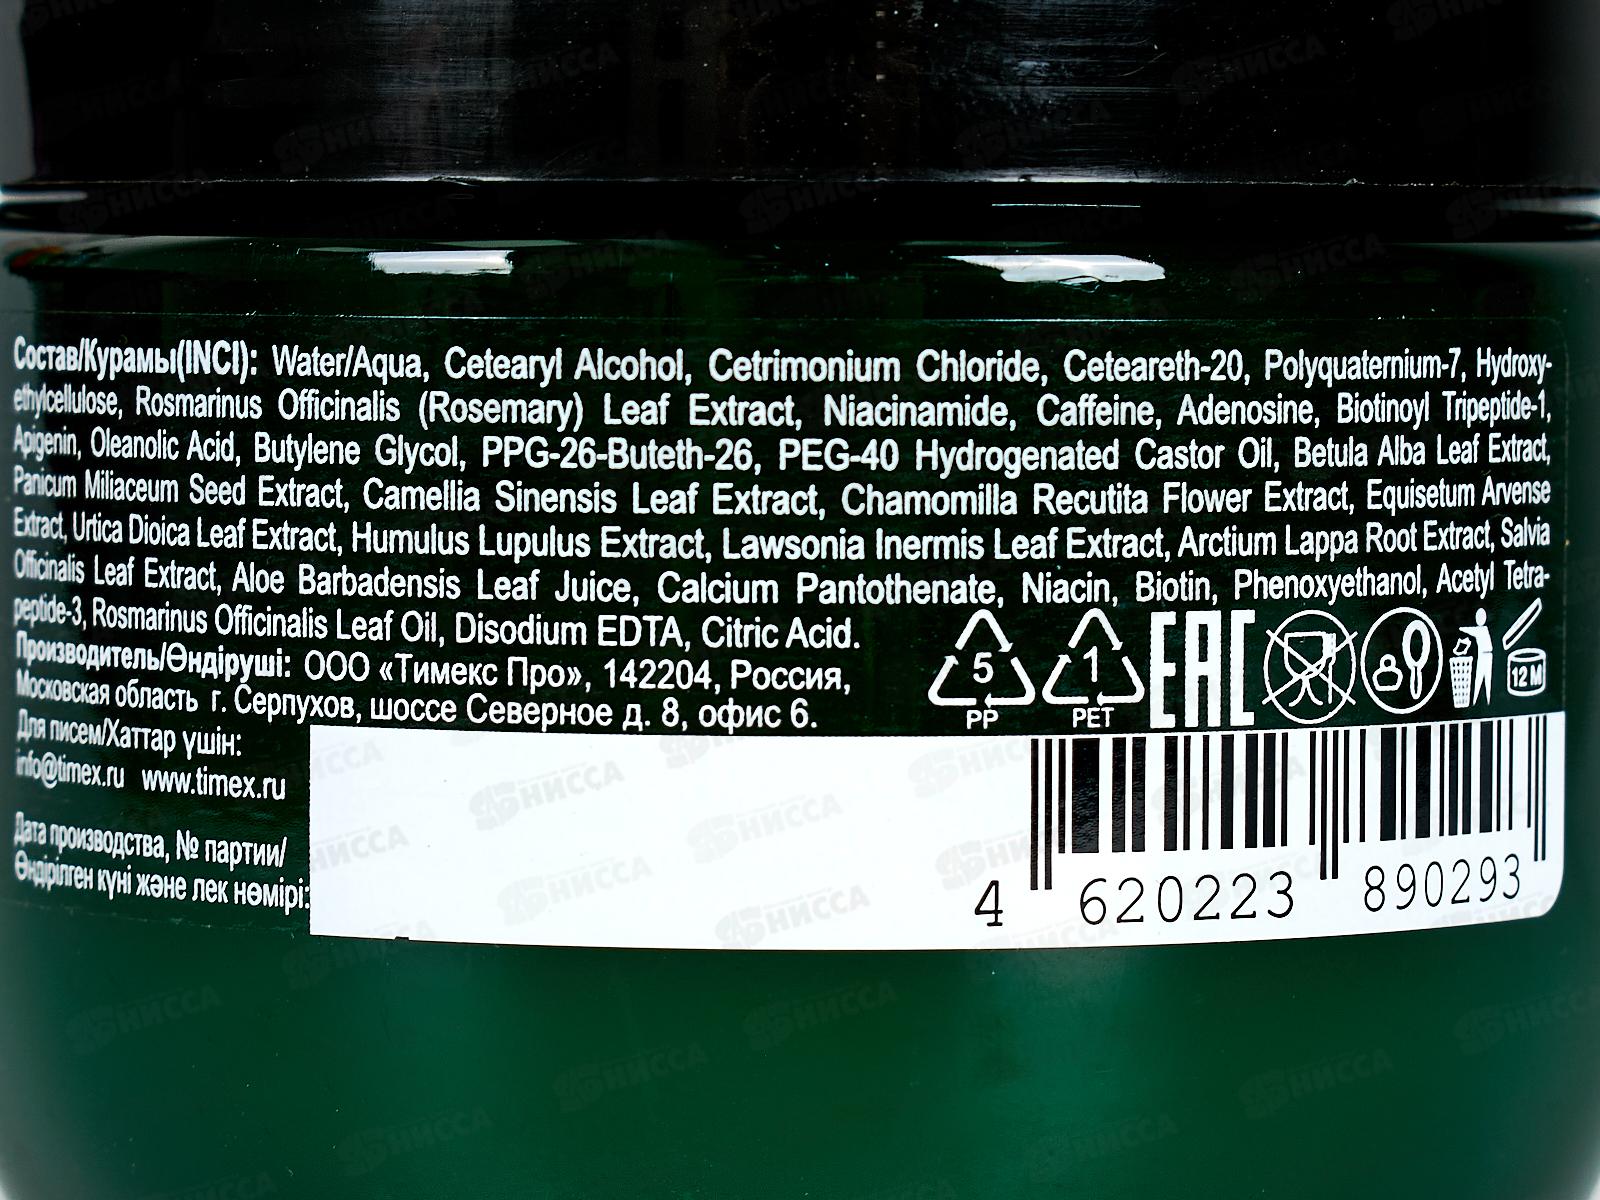 Состав/Курамы(INCI): Water/Aqua, Cetearyl Alcohol, Cetrimonium Chloride, Ceteareth-20, Polyquaternium-7, Hydroxy-
ethylcellulose, Rosmarinus Officinalis (Rosemary) Leaf Extract, Niacinamide, Caffeine, Adenosine, Biotinoyl Tripeptide-1,
Apigenin, Oleanolic Acid, Butylene Glycol, PPG-26-Buteth-26, PEG-40 Hydrogenated Castor Oil, Betula Alba Leaf Extract,
Panicum Miliaceum Seed Extract, Camellia Sinensis Leaf Extract, Chamomilla Recutita Flower Extract, Equisetum Arvense
Extract, Urtica Dioica Leaf Extract, Humulus Lupulus Extract, Lawsonia Inermis Leaf Extract, Arctium Lappa Root Extract, Salvia
Officinalis Leaf Extract, Aloe Barbadensis Leaf Juice, Calcium Pantothenate, Niacin, Biotin, Phenoxyethanol, Acetyl Tetra-
peptide-3, Rosmarinus Officinalis Leaf Oil, Disodium EDTA, Citric Acid.
Производитель/Өндіруші: ООО «Тимекс Про», 142204, Россия,
Московская область г. Серпухов, шоссе Северное д. 8, офис 6.
Для писем/Хаттар үшін:
info@timex.ru www.timex.ru
Дата производства, № партии/
Өндірілген күні және лек нөмірі:
5
PP
1
PET
EAC
12 M
4 620223 890293
НИССА